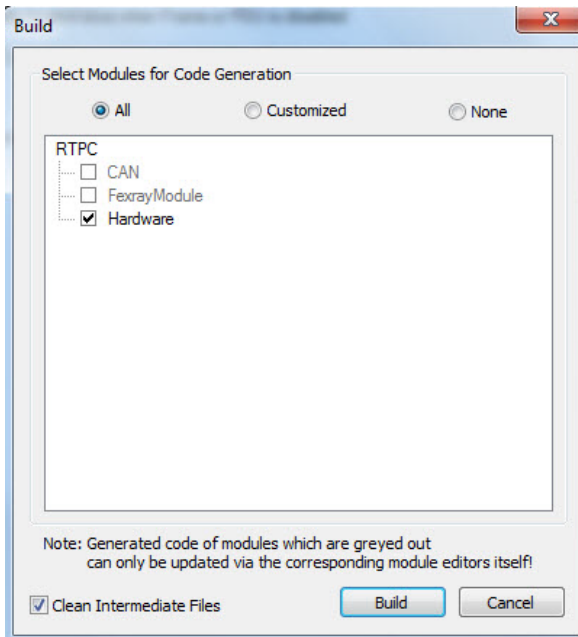 Build
Select Modules for Code Generation
All Customized None
RTPC
CAN
FexrayModule
Hardware
Note: Generated code of modules which are greyed out
can only be updated via the corresponding module editors itself!
Clean Intermediate Files Build Cancel